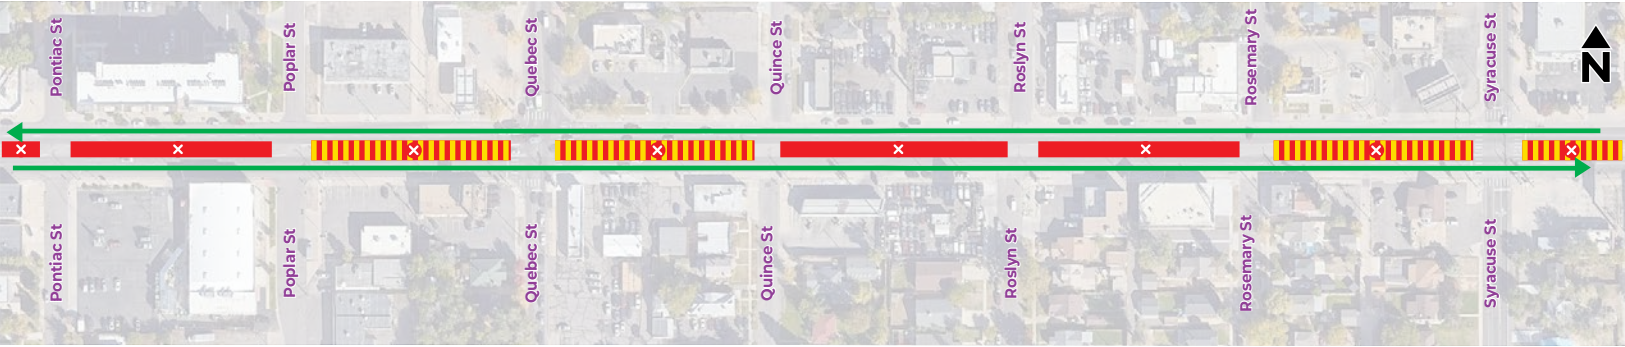 Pontiac St
Poplar St
Quebec St
Quince St
Roslyn St
Rosemary St
Syracuse St
N
Pontiac St
Poplar St
Quebec St
Quince St
Roslyn St
Rosemary St
Syracuse St